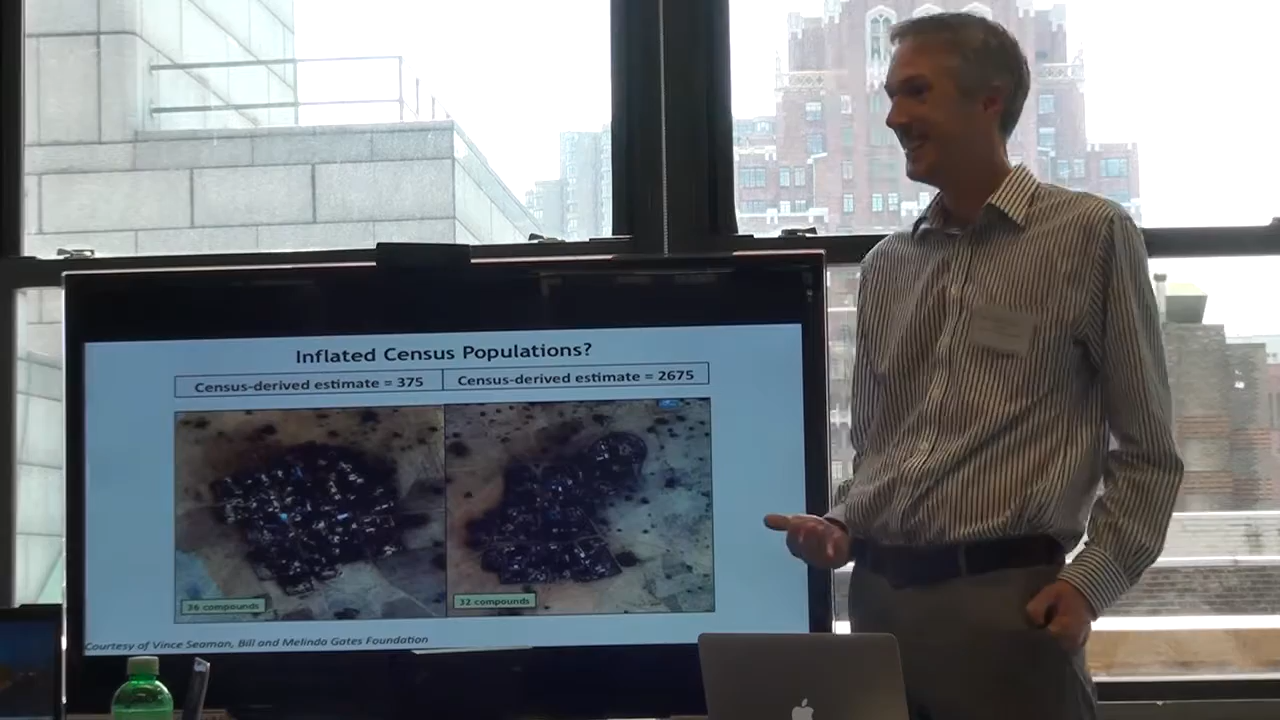 Inflated Census Populations?
Census-derived estimate = 375
Census-derived estimate = 2675
36 compounds
32 compounds
Courtesy of Vince Seaman, Bill and Melinda Gates Foundation